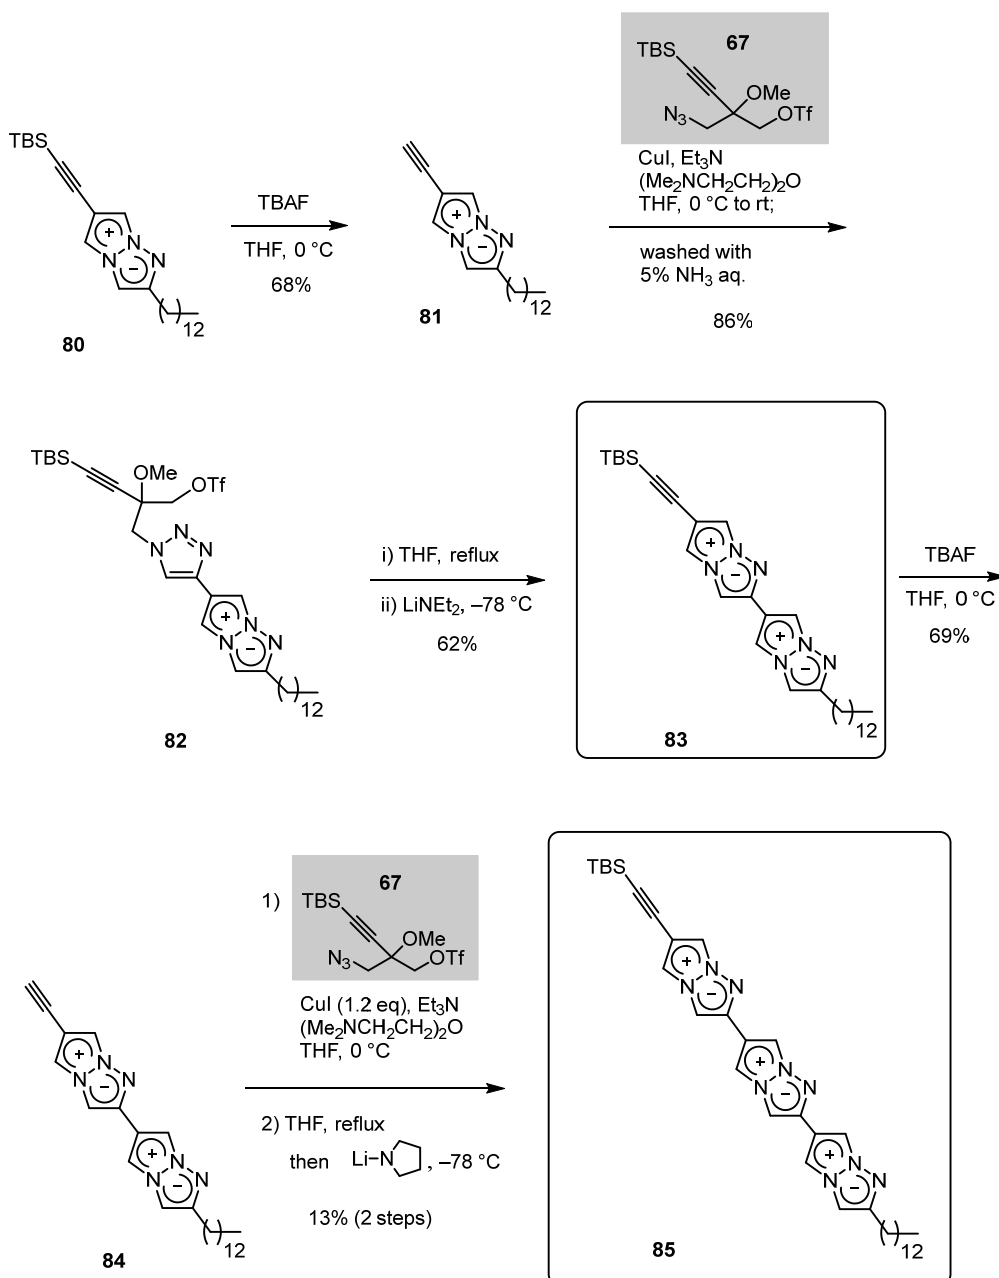 67
TBS
OMe
N3
OTf
CuI, Et3N
(Me2NCH2CH2)2O
THF, 0 °C to rt;
washed with
5% NH3 aq.
86%
TBS
+
N
N
N
−
12
80
TBAF
THF, 0 °C
68%
+
N
N
N
−
12
81
TBS
OMe
OTf
N
N
N
+
N
N
N
−
12
82
i) THF, reflux
ii) LiNEt2, –78 °C
62%
TBS
+
N
N
N
−
+
N
N
N
−
12
83
TBAF
THF, 0 °C
69%
+
N
N
N
−
+
N
N
N
−
12
84
1)
67
TBS
OMe
N3
OTf
CuI (1.2 eq), Et3N
(Me2NCH2CH2)2O
THF, 0 °C
2) THF, reflux
then Li–N , –78 °C
13% (2 steps)
TBS
+
N
N
N
−
+
N
N
N
−
+
N
N
N
−
12
85